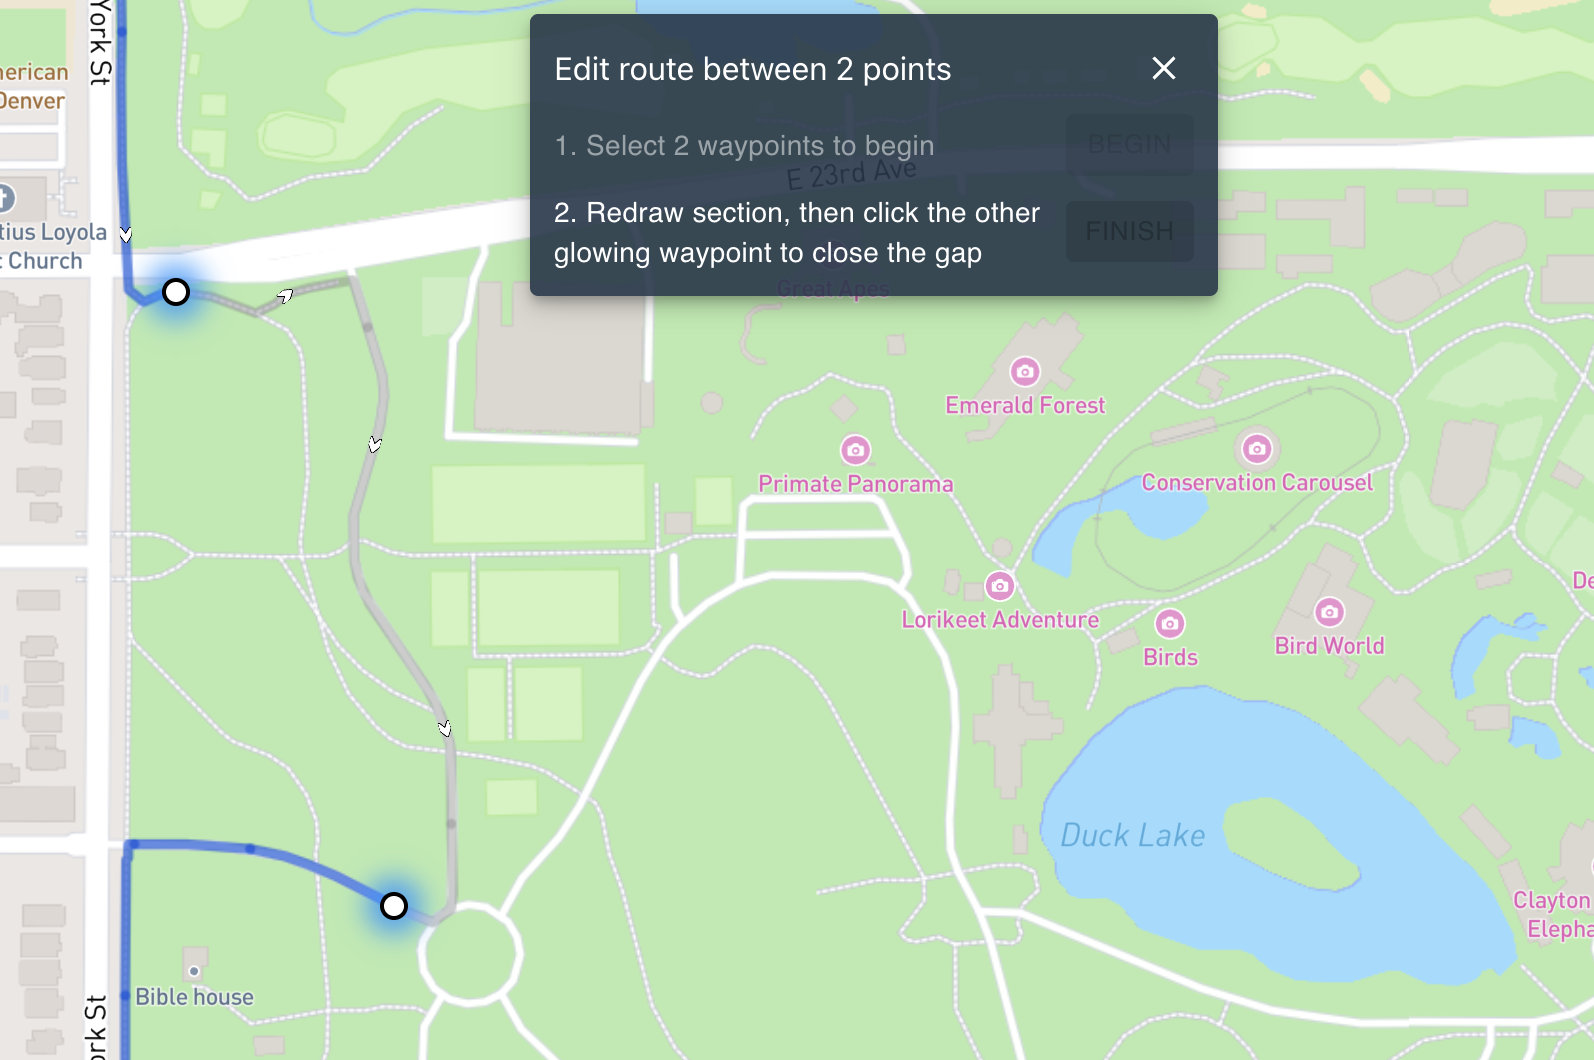 York St
nerican
Denver
tius Loyola
Church
Edit route between 2 points
1. Select 2 waypoints to begin
BEGIN
E 23rd Ave
2. Redraw section, then click the other
glowing waypoint to close the gap
FINISH
Great Apes
Emerald Forest
Primate Panorama
Conservation Carousel
Lorikeet Adventure
Birds
Bird World
De
Duck Lake
Clayton
Elepha
Bible house
ork St